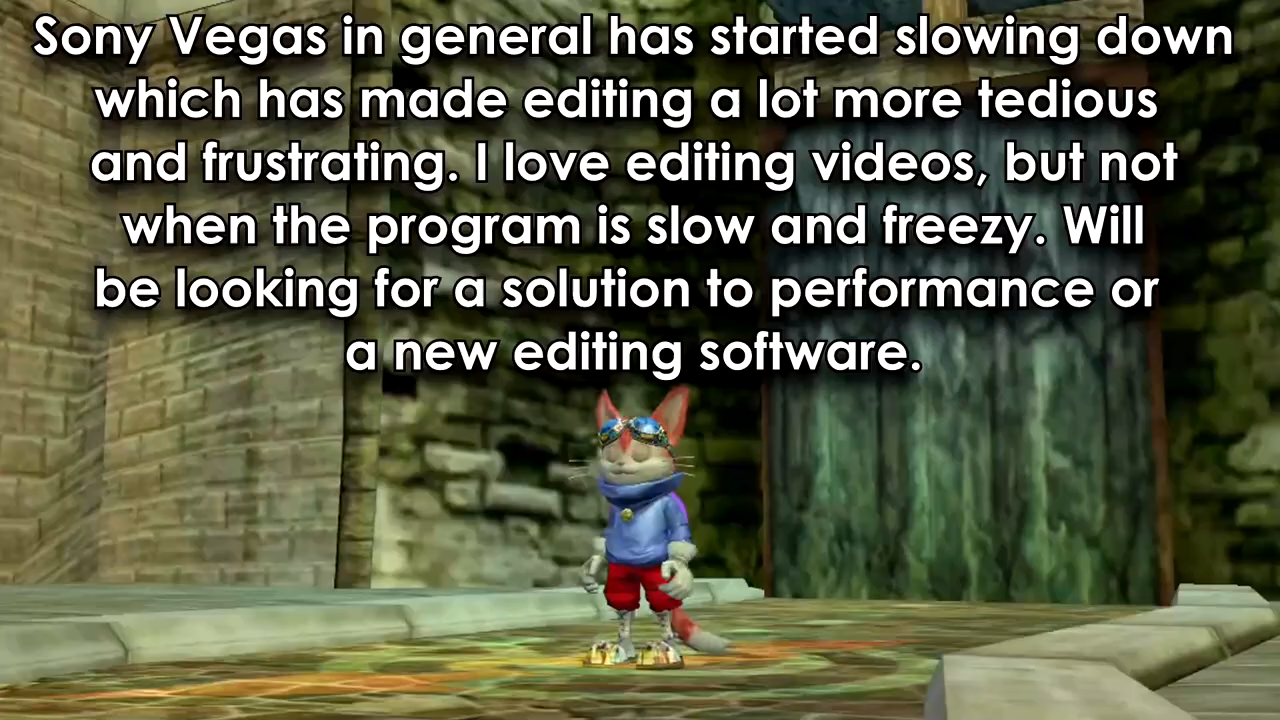 Sony Vegas in general has started slowing down
which has made editing a lot more tedious
and frustrating. I love editing videos, but not
when the program is slow and freezy. Will
be looking for a solution to performance or
a new editing software.